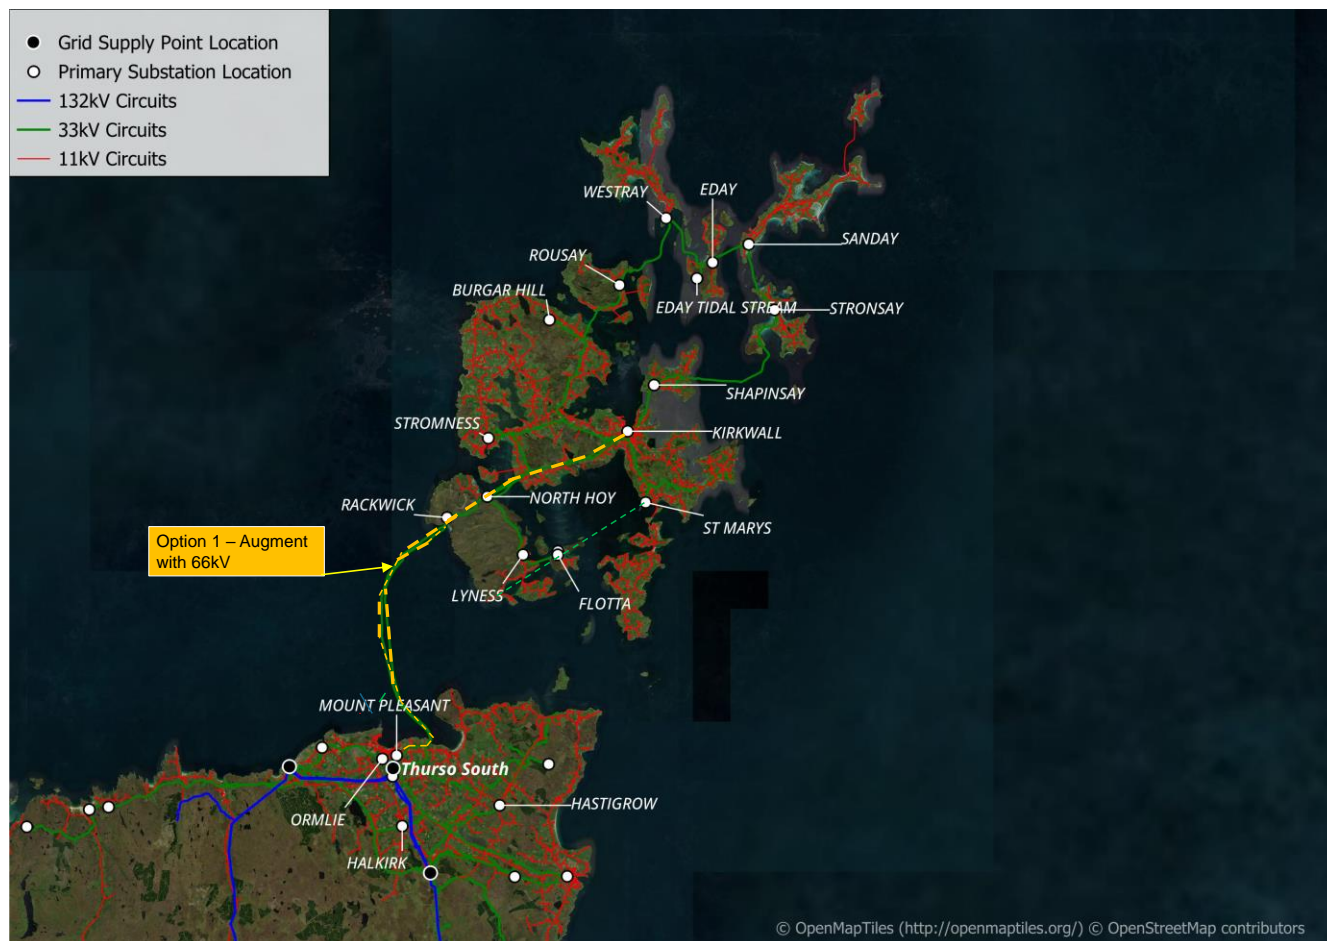 Grid Supply Point Location
Primary Substation Location
132kV Circuits
33kV Circuits
11kV Circuits
WESTRAY
EDAY
SANDAY
ROUSAY
BURGAR HILL
EDAY TIDAL STREAM
STRONSAY
SHAPINSAY
STROMNESS
KIRKWALL
RACKWICK
NORTH HOY
ST MARYS
Option 1 – Augment
with 66kV
LYNESS
FLOTTA
MOUNT PLEASANT
Thurso South
HASTIGROW
ORMLIE
HALKIRK
© OpenMapTiles (http://openmaptiles.org/) © OpenStreetMap contributors